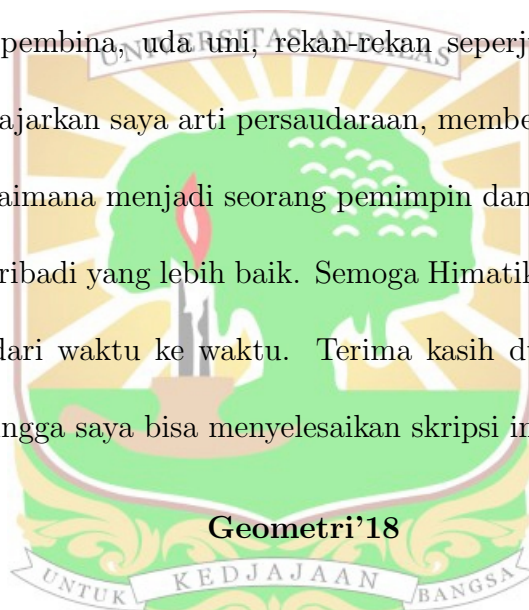 pembina, uda uni, rekan-rekan seperj
UNIVERSITAS ANDALAS
ajarkan saya arti persaudaraan, membe
aimana menjadi seorang pemimpin dan
ribadi yang lebih baik. Semoga Himatik
dari waktu ke waktu. Terima kasih d
ngga saya bisa menyelesaikan skripsi in
Geometri'18
UNTUK KEDJAJAAN BANGSA